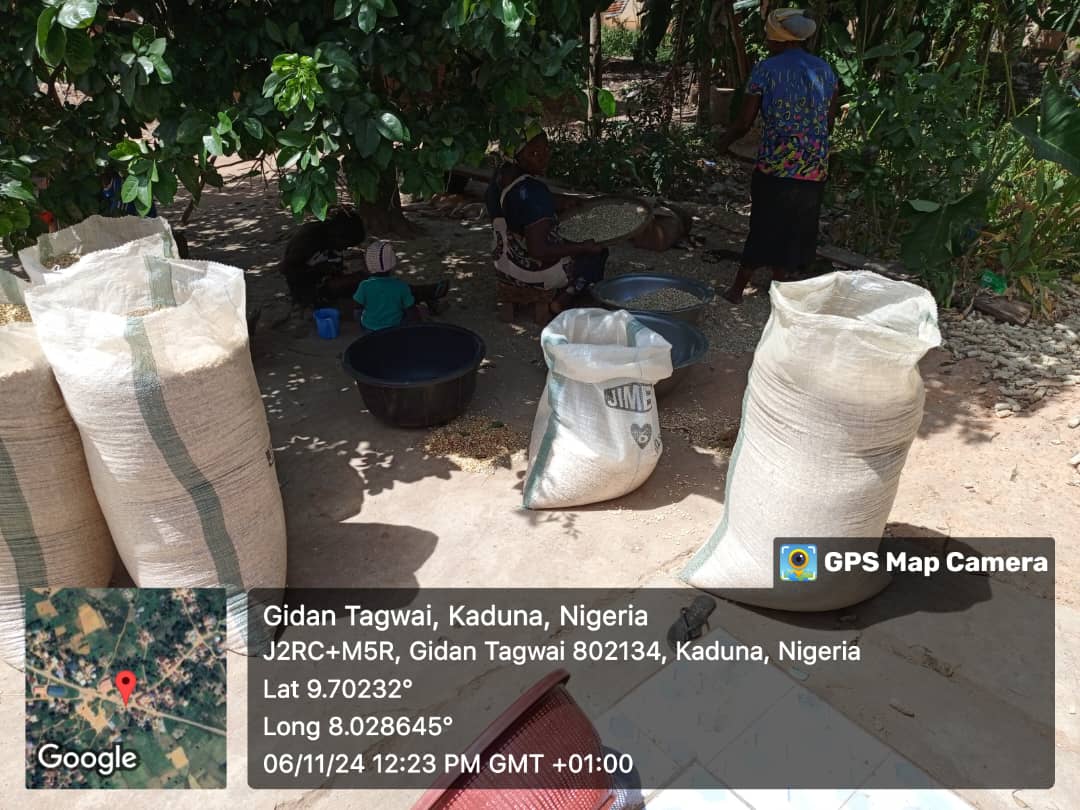 JIME
GPS Map Camera
Gidan Tagwai, Kaduna, Nigeria
J2RC+M5R, Gidan Tagwai 802134, Kaduna, Nigeria
Lat 9.70232°
Long 8.028645°
06/11/24 12:23 PM GMT +01:00
Google